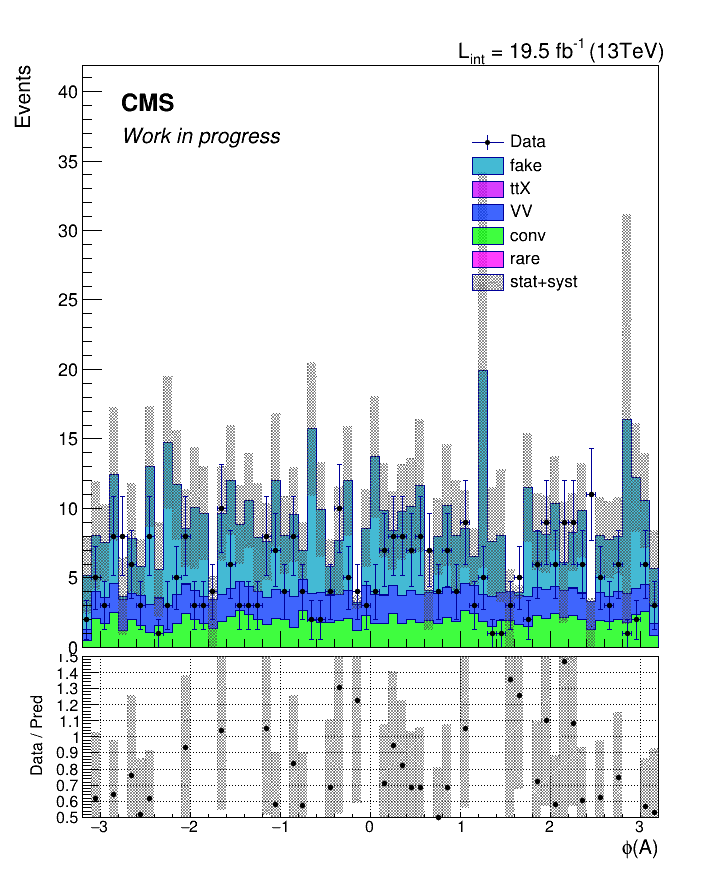 L_int = 19.5 fb^-1 (13TeV)
Events
CMS
Work in progress
Data
fake
ttX
VV
conv
rare
stat+syst
40
35
30
25
20
15
10
5
0
Data / Pred
1.5
1.4
1.3
1.2
1.1
1
0.9
0.8
0.7
0.6
0.5
−3 −2 −1 0 1 2 3
ϕ(A)